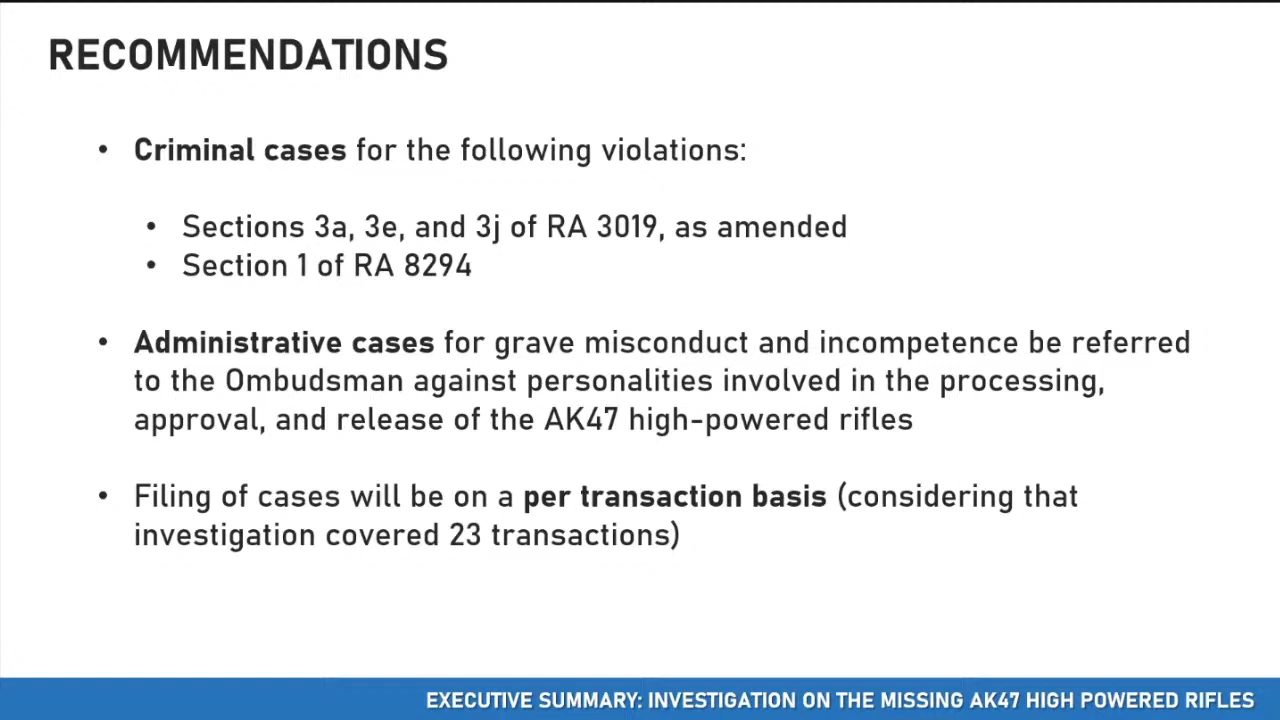 RECOMMENDATIONS
• Criminal cases for the following violations:
• Sections 3a, 3e, and 3j of RA 3019, as amended
• Section 1 of RA 8294
• Administrative cases for grave misconduct and incompetence be referred
to the Ombudsman against personalities involved in the processing,
approval, and release of the AK47 high-powered rifles
• Filing of cases will be on a per transaction basis (considering that
investigation covered 23 transactions)
EXECUTIVE SUMMARY: INVESTIGATION ON THE MISSING AK47 HIGH POWERED RIFLES